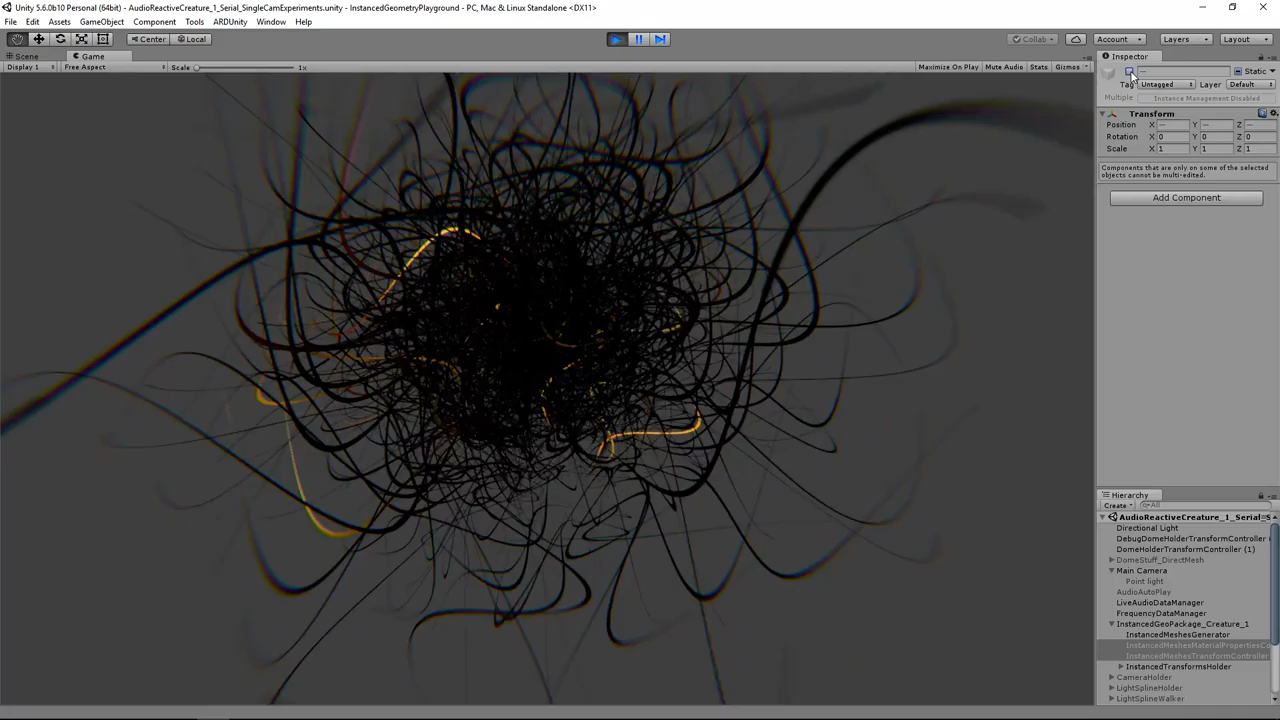 Unity 5.6.0b10 Personal (64bit) - AudioReactiveCreature_1_Serial_SingleCamExperiments.unity - InstancedGeometryPlayground - PC, Mac & Linux Standalone <DX11>
File Edit Assets GameObject Component Tools ARDUnity Window Help
Center Local Collab Account Layers Layout
Scene Game Inspector
Display 1 Free Aspect Scale 1x Maximize On Play Mute Audio Stats Gizmos
— Static
Tag Untagged Layer Default
Multiple Instance Management Disabled
Transform
Position X — Y — Z —
Rotation X 0 Y 0 Z 0
Scale X 1 Y 1 Z 1
Components that are only on some of the selected
objects cannot be multi-edited.
Add Component
Hierarchy
Create All
AudioReactiveCreature_1_Serial_S
Directional Light
DebugDomeHolderTransformController (
DomeHolderTransformController (1)
DomeStuff_DirectMesh
Main Camera
Point light
AudioAutoPlay
LiveAudioDataManager
FrequencyDataManager
InstancedGeoPackage_Creature_1
InstancedMeshesGenerator
InstancedMeshesMaterialPropertiesCo
InstancedMeshesTransformController
InstancedTransformsHolder
CameraHolder
LightSplineHolder
LightSplineWalker